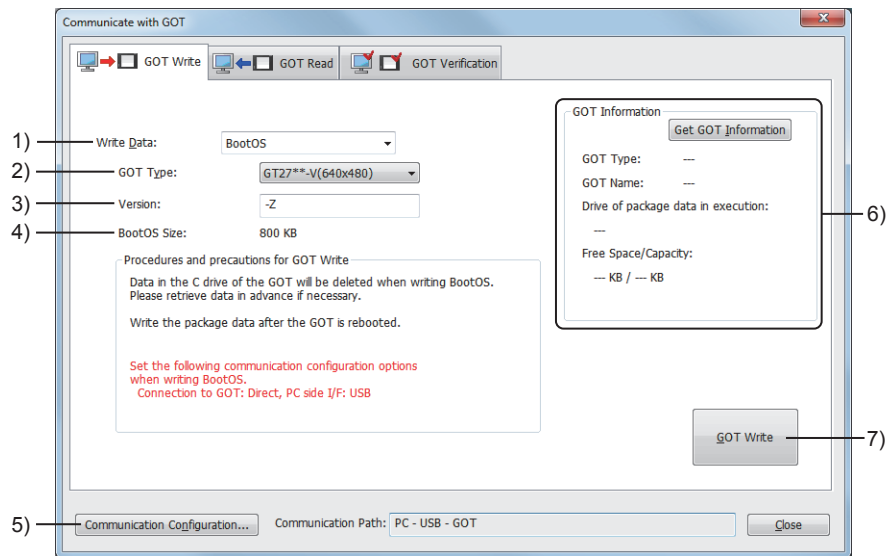 Communicate with GOT
x
GOT Write
GOT Read
GOT Verification
1)
Write Data:
BootOS
2)
GOT Type:
GT27**-V(640x480)
3)
Version:
-Z
4)
BootOS Size:
800 KB
Procedures and precautions for GOT Write
Data in the C drive of the GOT will be deleted when writing BootOS.
Please retrieve data in advance if necessary.
Write the package data after the GOT is rebooted.
Set the following communication configuration options
when writing BootOS.
Connection to GOT: Direct, PC side I/F: USB
GOT Information
Get GOT Information
GOT Type: ---
GOT Name: ---
Drive of package data in execution:
---
Free Space/Capacity:
--- KB / --- KB
6)
GOT Write
7)
5)
Communication Configuration...
Communication Path:
PC - USB - GOT
Close